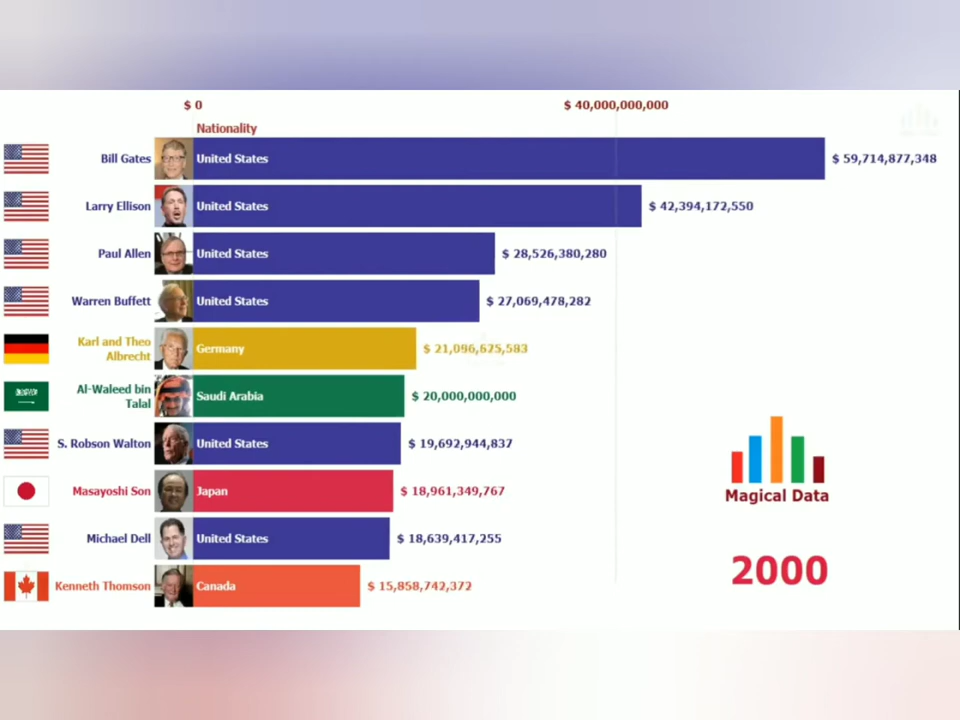 $ 0
$ 40,000,000,000
Nationality
Bill Gates United States $ 59,714,877,348
Larry Ellison United States $ 42,394,172,550
Paul Allen United States $ 28,526,380,280
Warren Buffett United States $ 27,069,478,282
Karl and Theo
Albrecht
Germany $ 21,096,625,583
Al-Waleed bin
Talal
Saudi Arabia $ 20,000,000,000
S. Robson Walton United States $ 19,692,944,837
Masayoshi Son Japan $ 18,961,349,767
Michael Dell United States $ 18,639,417,255
Kenneth Thomson Canada $ 15,858,742,372
Magical Data
2000